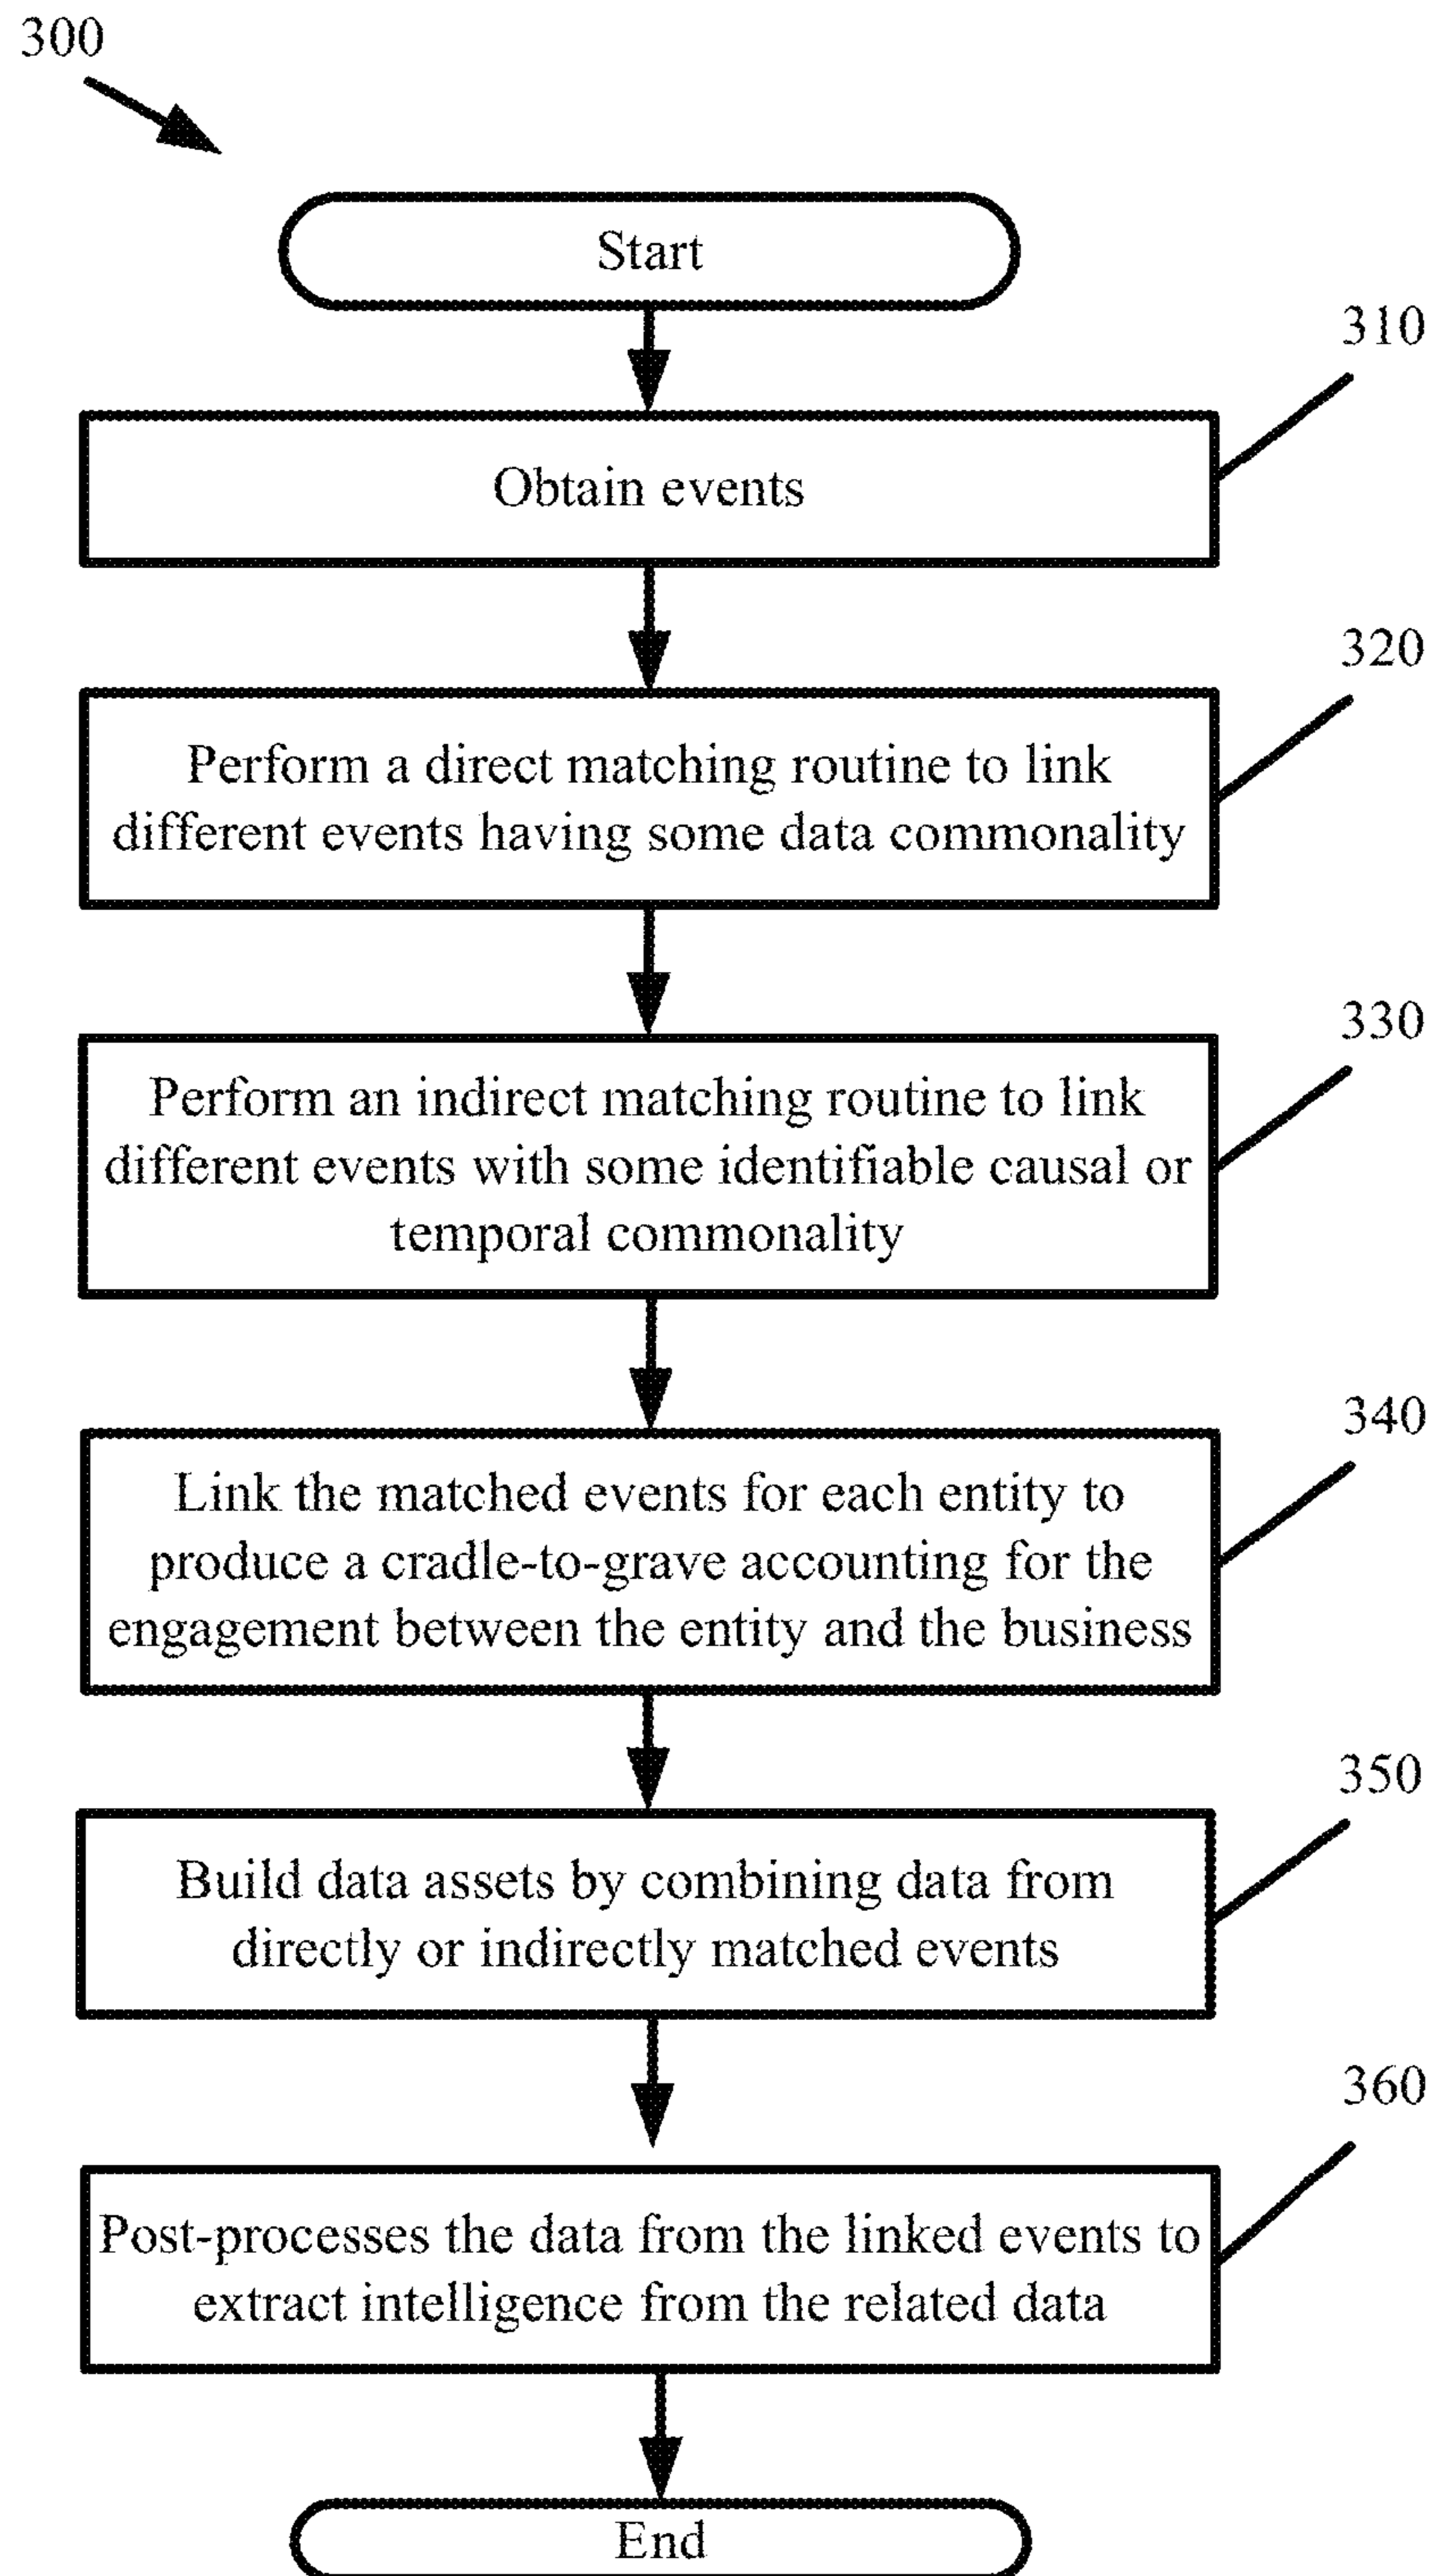 300
Start
310
Obtain events
320
Perform a direct matching routine to link
different events having some data commonality
330
Perform an indirect matching routine to link
different events with some identifiable causal or
temporal commonality
340
Link the matched events for each entity to
produce a cradle-to-grave accounting for the
engagement between the entity and the business
350
Build data assets by combining data from
directly or indirectly matched events
360
Post-processes the data from the linked events to
extract intelligence from the related data
End